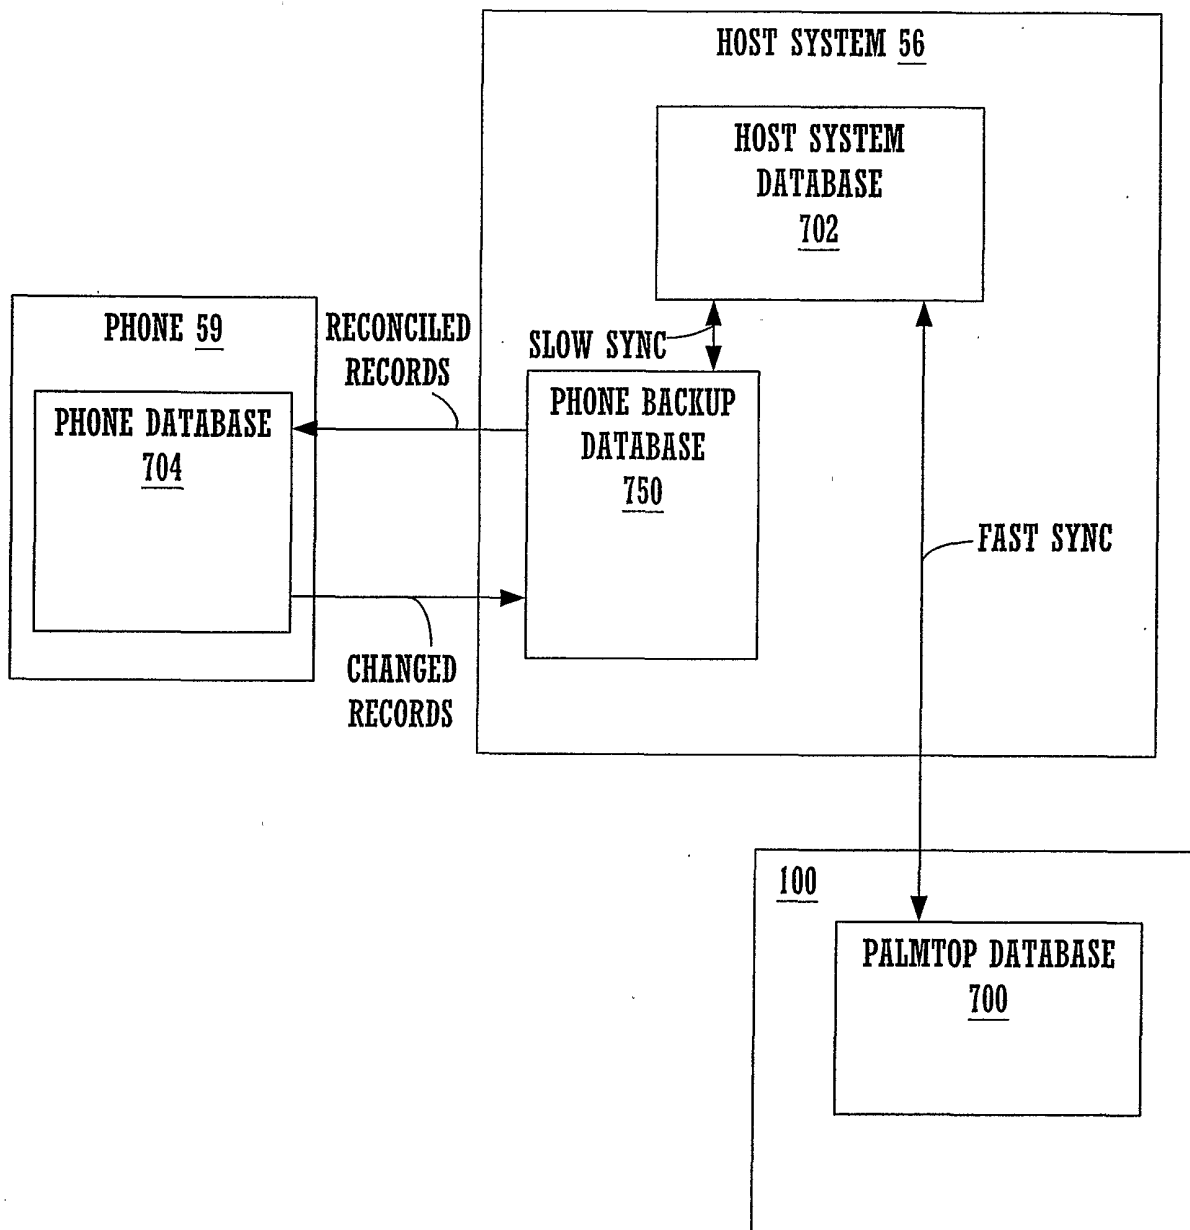 HOST SYSTEM 56
HOST SYSTEM
DATABASE
702
PHONE 59
RECONCILED
RECORDS
SLOW SYNC
PHONE DATABASE
704
PHONE BACKUP
DATABASE
750
FAST SYNC
CHANGED
RECORDS
100
PALMTOP DATABASE
700